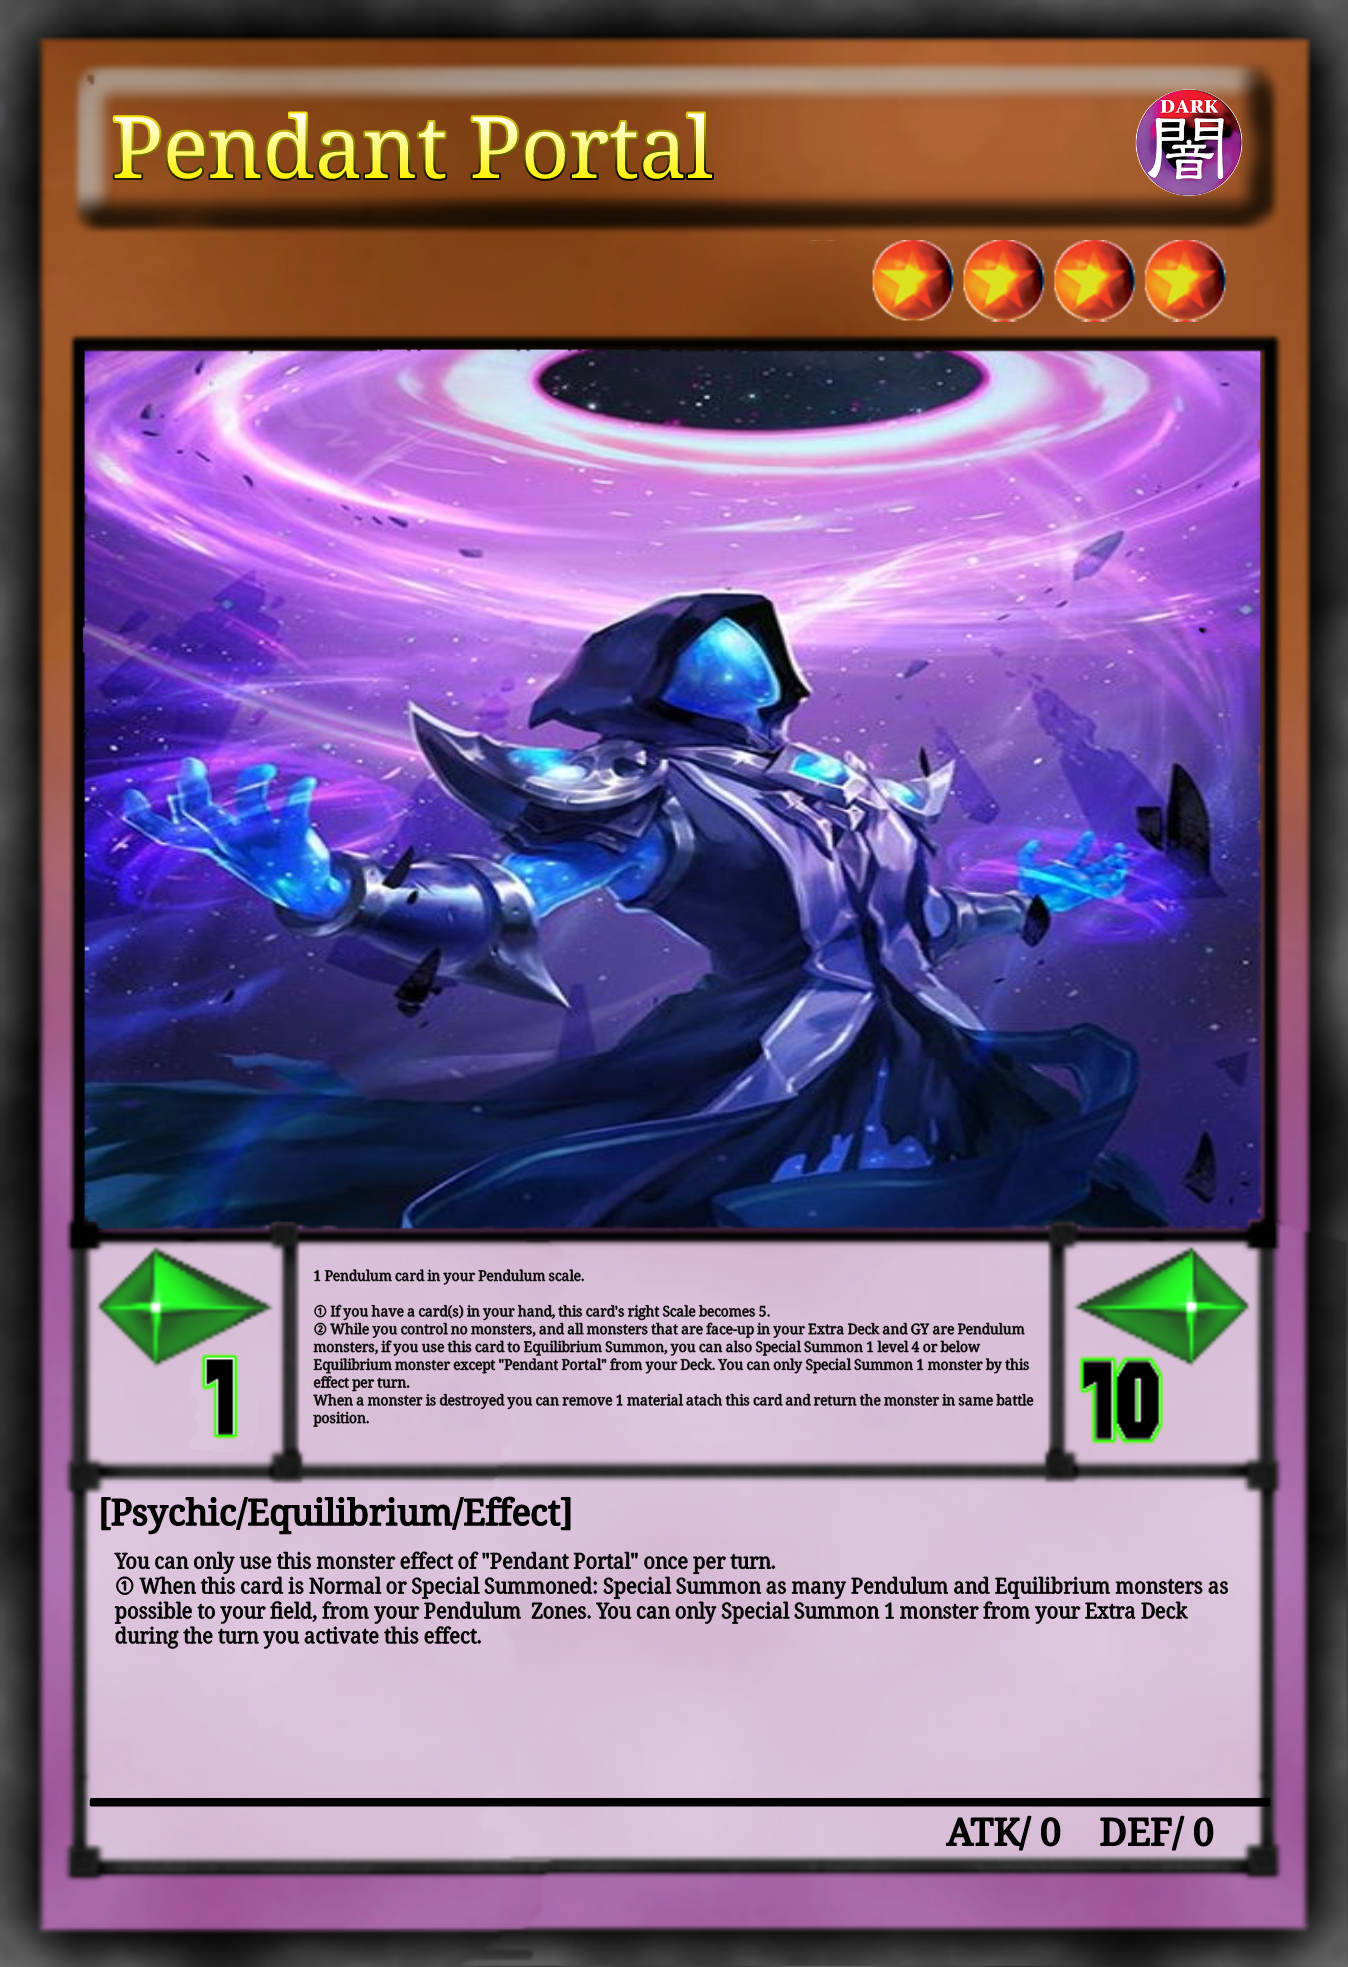 Pendant Portal
DARK
闇
1 Pendulum card in your Pendulum scale.
① If you have a card(s) in your hand, this card's right Scale becomes 5.
② While you control no monsters, and all monsters that are face-up in your Extra Deck and GY are Pendulum
monsters, if you use this card to Equilibrium Summon, you can also Special Summon 1 level 4 or below
Equilibrium monster except "Pendant Portal" from your Deck. You can only Special Summon 1 monster by this
effect per turn.
When a monster is destroyed you can remove 1 material atach this card and return the monster in same battle
position.
1
10
[Psychic/Equilibrium/Effect]
You can only use this monster effect of "Pendant Portal" once per turn.
① When this card is Normal or Special Summoned: Special Summon as many Pendulum and Equilibrium monsters as
possible to your field, from your Pendulum  Zones. You can only Special Summon 1 monster from your Extra Deck
during the turn you activate this effect.
ATK/ 0 DEF/ 0